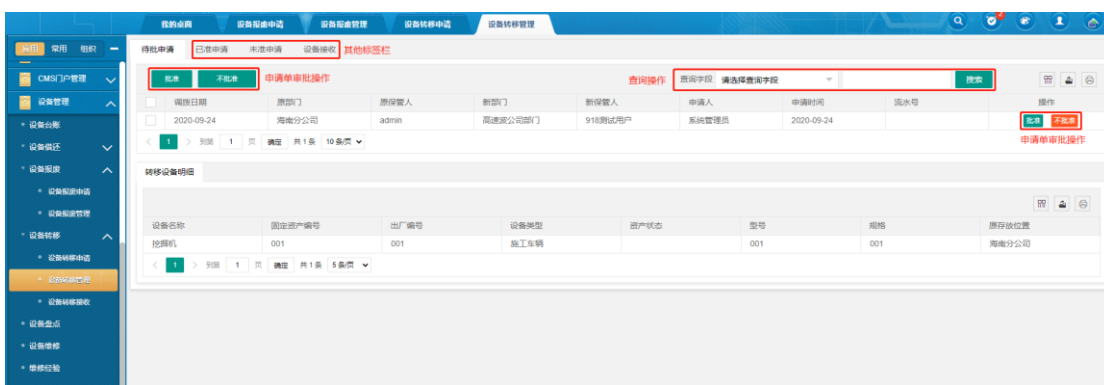 我的桌面 设备报废申请 设备报废管理 设备转移申请 设备转移管理
应用 常用 组织
待批申请 已准申请 未准申请 设备接收 其他标签栏
CMS门户管理
设备管理
设备台账
设备借还
设备报废
设备报废申请
设备报废管理
设备转移
设备转移申请
设备转移管理
设备转移接收
设备盘点
设备维修
维修经验
批准 不批准 申请单审批操作 查询操作 查询字段 请选择查询字段 搜索
调拨日期 原部门 原保管人 新部门 新保管人 申请人 申请时间 流水号 操作
2020-09-24 海南分公司 admin 高速波公司部门 918测试用户 系统管理员 2020-09-24 批准 不批准
1 到第 1 页 确定 共1条 10条/页 申请单审批操作
转移设备明细
设备名称 固定资产编号 出厂编号 设备类型 资产状态 型号 规格 原存放位置
挖掘机 001 001 施工车辆 001 001 海南分公司
1 到第 1 页 确定 共1条 5条/页